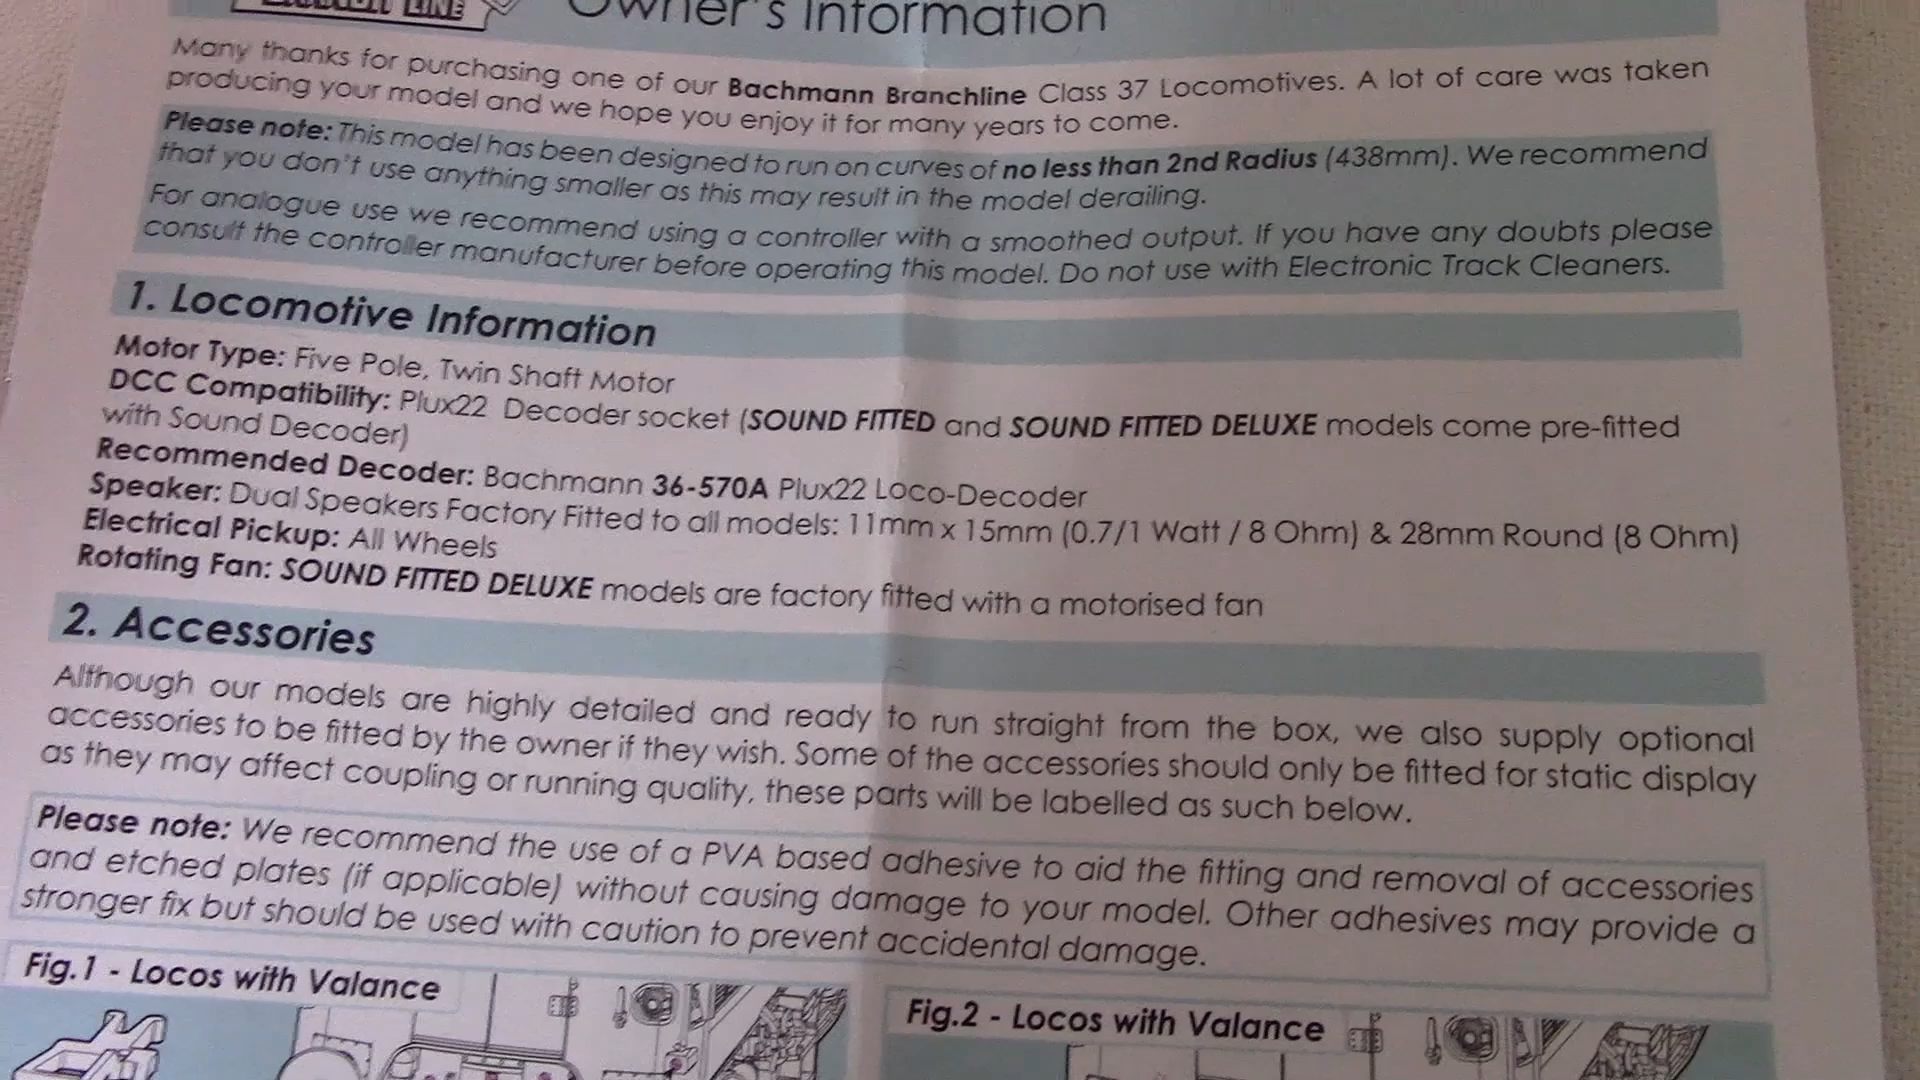 LINE
Owner's Information
Many thanks for purchasing one of our Bachmann Branchline Class 37 Locomotives. A lot of care was taken
producing your model and we hope you enjoy it for many years to come.
Please note: This model has been designed to run on curves of no less than 2nd Radius (438mm). We recommend
that you don't use anything smaller as this may result in the model derailing.
For analogue use we recommend using a controller with a smoothed output. If you have any doubts please
consult the controller manufacturer before operating this model. Do not use with Electronic Track Cleaners.
1. Locomotive Information
Motor Type: Five Pole, Twin Shaft Motor
DCC Compatibility: Plux22 Decoder socket (SOUND FITTED and SOUND FITTED DELUXE models come pre-fitted
with Sound Decoder)
Recommended Decoder: Bachmann 36-570A Plux22 Loco-Decoder
Speaker: Dual Speakers Factory Fitted to all models: 11mm x 15mm (0.7/1 Watt / 8 Ohm) & 28mm Round (8 Ohm)
Electrical Pickup: All Wheels
Rotating Fan: SOUND FITTED DELUXE models are factory fitted with a motorised fan
2. Accessories
Although our models are highly detailed and ready to run straight from the box, we also supply optional
accessories to be fitted by the owner if they wish. Some of the accessories should only be fitted for static display
as they may affect coupling or running quality, these parts will be labelled as such below.
Please note: We recommend the use of a PVA based adhesive to aid the fitting and removal of accessories
and etched plates (if applicable) without causing damage to your model. Other adhesives may provide a
stronger fix but should be used with caution to prevent accidental damage.
Fig.1 - Locos with Valance
Fig.2 - Locos with Valance